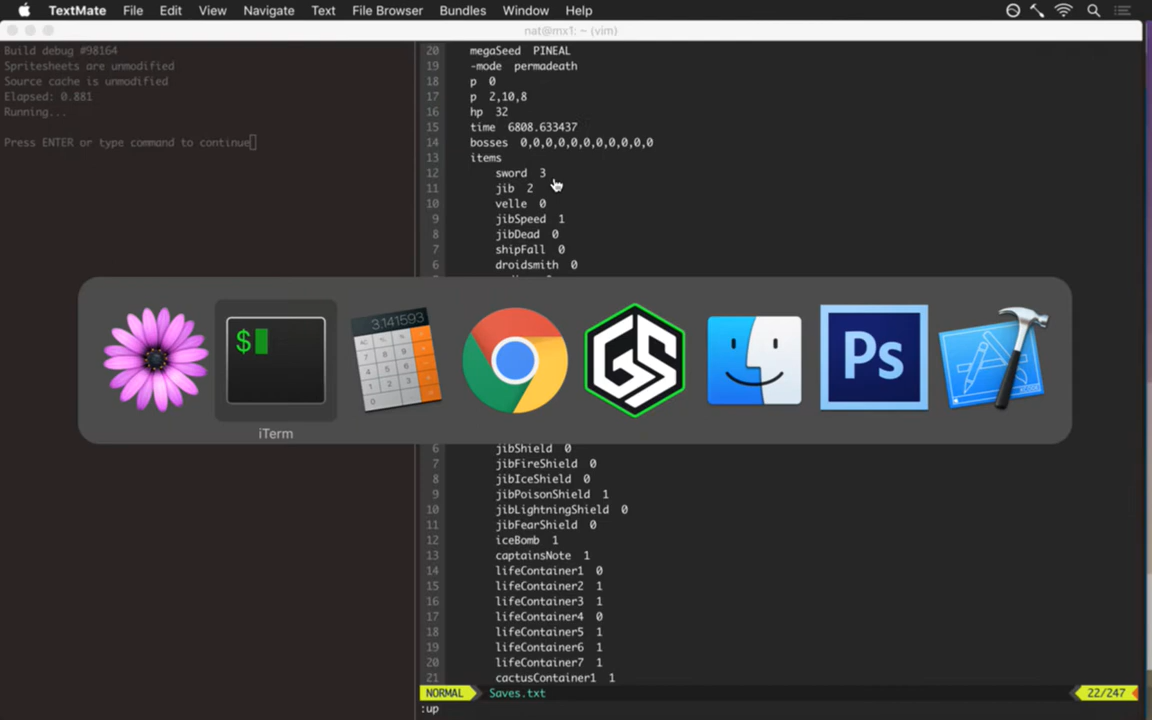 TextMate File Edit View Navigate Text File Browser Bundles Window Help
nat@mx1: ~ (vim)
Build debug #98164
Spritesheets are unmodified
Source cache is unmodified
Elapsed: 0.881
Running...
Press ENTER or type command to continue
20 megaSeed PINEAL
19 -mode permadeath
18 p 0
17 p 2,10,8
16 hp 32
15 time 6808.633437
14 bosses 0,0,0,0,0,0,0,0,0,0,0
13 items
12 sword 3
11 jib 2
10 velle 0
9 jibSpeed 1
8 jibDead 0
7 shipFall 0
6 droidsmith 0
$
3.141593
GS
Ps
iTerm
6 jibShield 0
7 jibFireShield 0
8 jibIceShield 0
9 jibPoisonShield 1
10 jibLightningShield 0
11 jibFearShield 0
12 iceBomb 1
13 captainsNote 1
14 lifeContainer1 0
15 lifeContainer2 1
16 lifeContainer3 1
17 lifeContainer4 0
18 lifeContainer5 1
19 lifeContainer6 1
20 lifeContainer7 1
21 cactusContainer1 1
NORMAL Saves.txt 22/247
:up